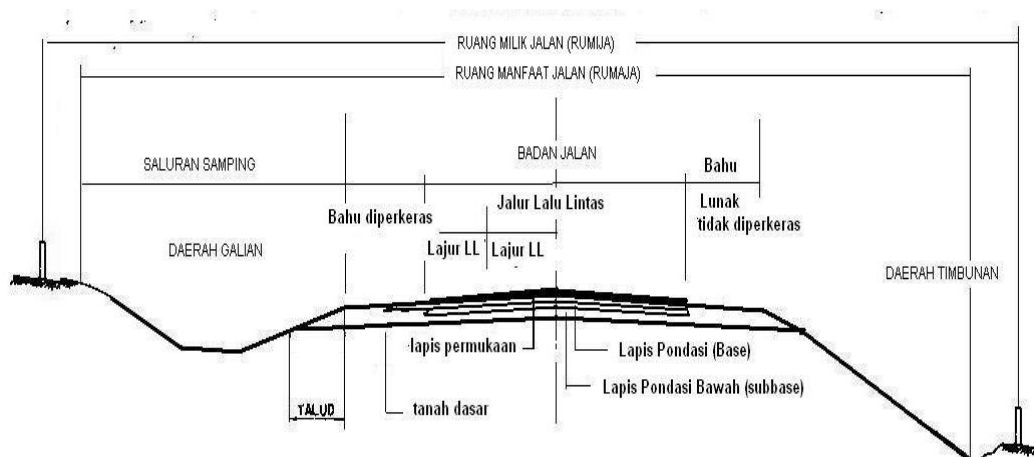 RUANG MILIK JALAN (RUMIJA)
RUANG MANFAAT JALAN (RUMAJA)
SALURAN SAMPING
BADAN JALAN
Bahu
Bahu diperkeras
Jalur Lalu Lintas
Lunak
tidak diperkeras
Lajur LL
Lajur LL
DAERAH GALIAN
DAERAH TIMBUNAN
lapis permukaan
Lapis Pondasi (Base)
Lapis Pondasi Bawah (subbase)
TALUD
tanah dasar